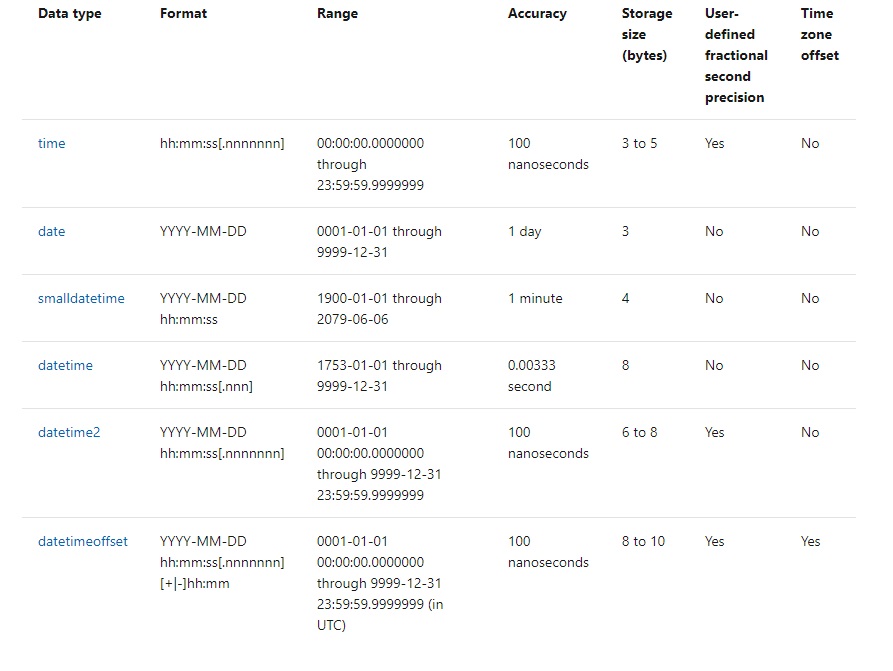 Data type Format Range Accuracy Storage size (bytes) User-defined fractional second precision Time zone offset
time hh:mm:ss[.nnnnnnn] 00:00:00.0000000 through 23:59:59.9999999 100 nanoseconds 3 to 5 Yes No
date YYYY-MM-DD 0001-01-01 through 9999-12-31 1 day 3 No No
smalldatetime YYYY-MM-DD hh:mm:ss 1900-01-01 through 2079-06-06 1 minute 4 No No
datetime YYYY-MM-DD hh:mm:ss[.nnn] 1753-01-01 through 9999-12-31 0.00333 second 8 No No
datetime2 YYYY-MM-DD hh:mm:ss[.nnnnnnn] 0001-01-01 00:00:00.0000000 through 9999-12-31 23:59:59.9999999 100 nanoseconds 6 to 8 Yes No
datetimeoffset YYYY-MM-DD hh:mm:ss[.nnnnnnn] [+|-]hh:mm 0001-01-01 00:00:00.0000000 through 9999-12-31 23:59:59.9999999 (in UTC) 100 nanoseconds 8 to 10 Yes Yes